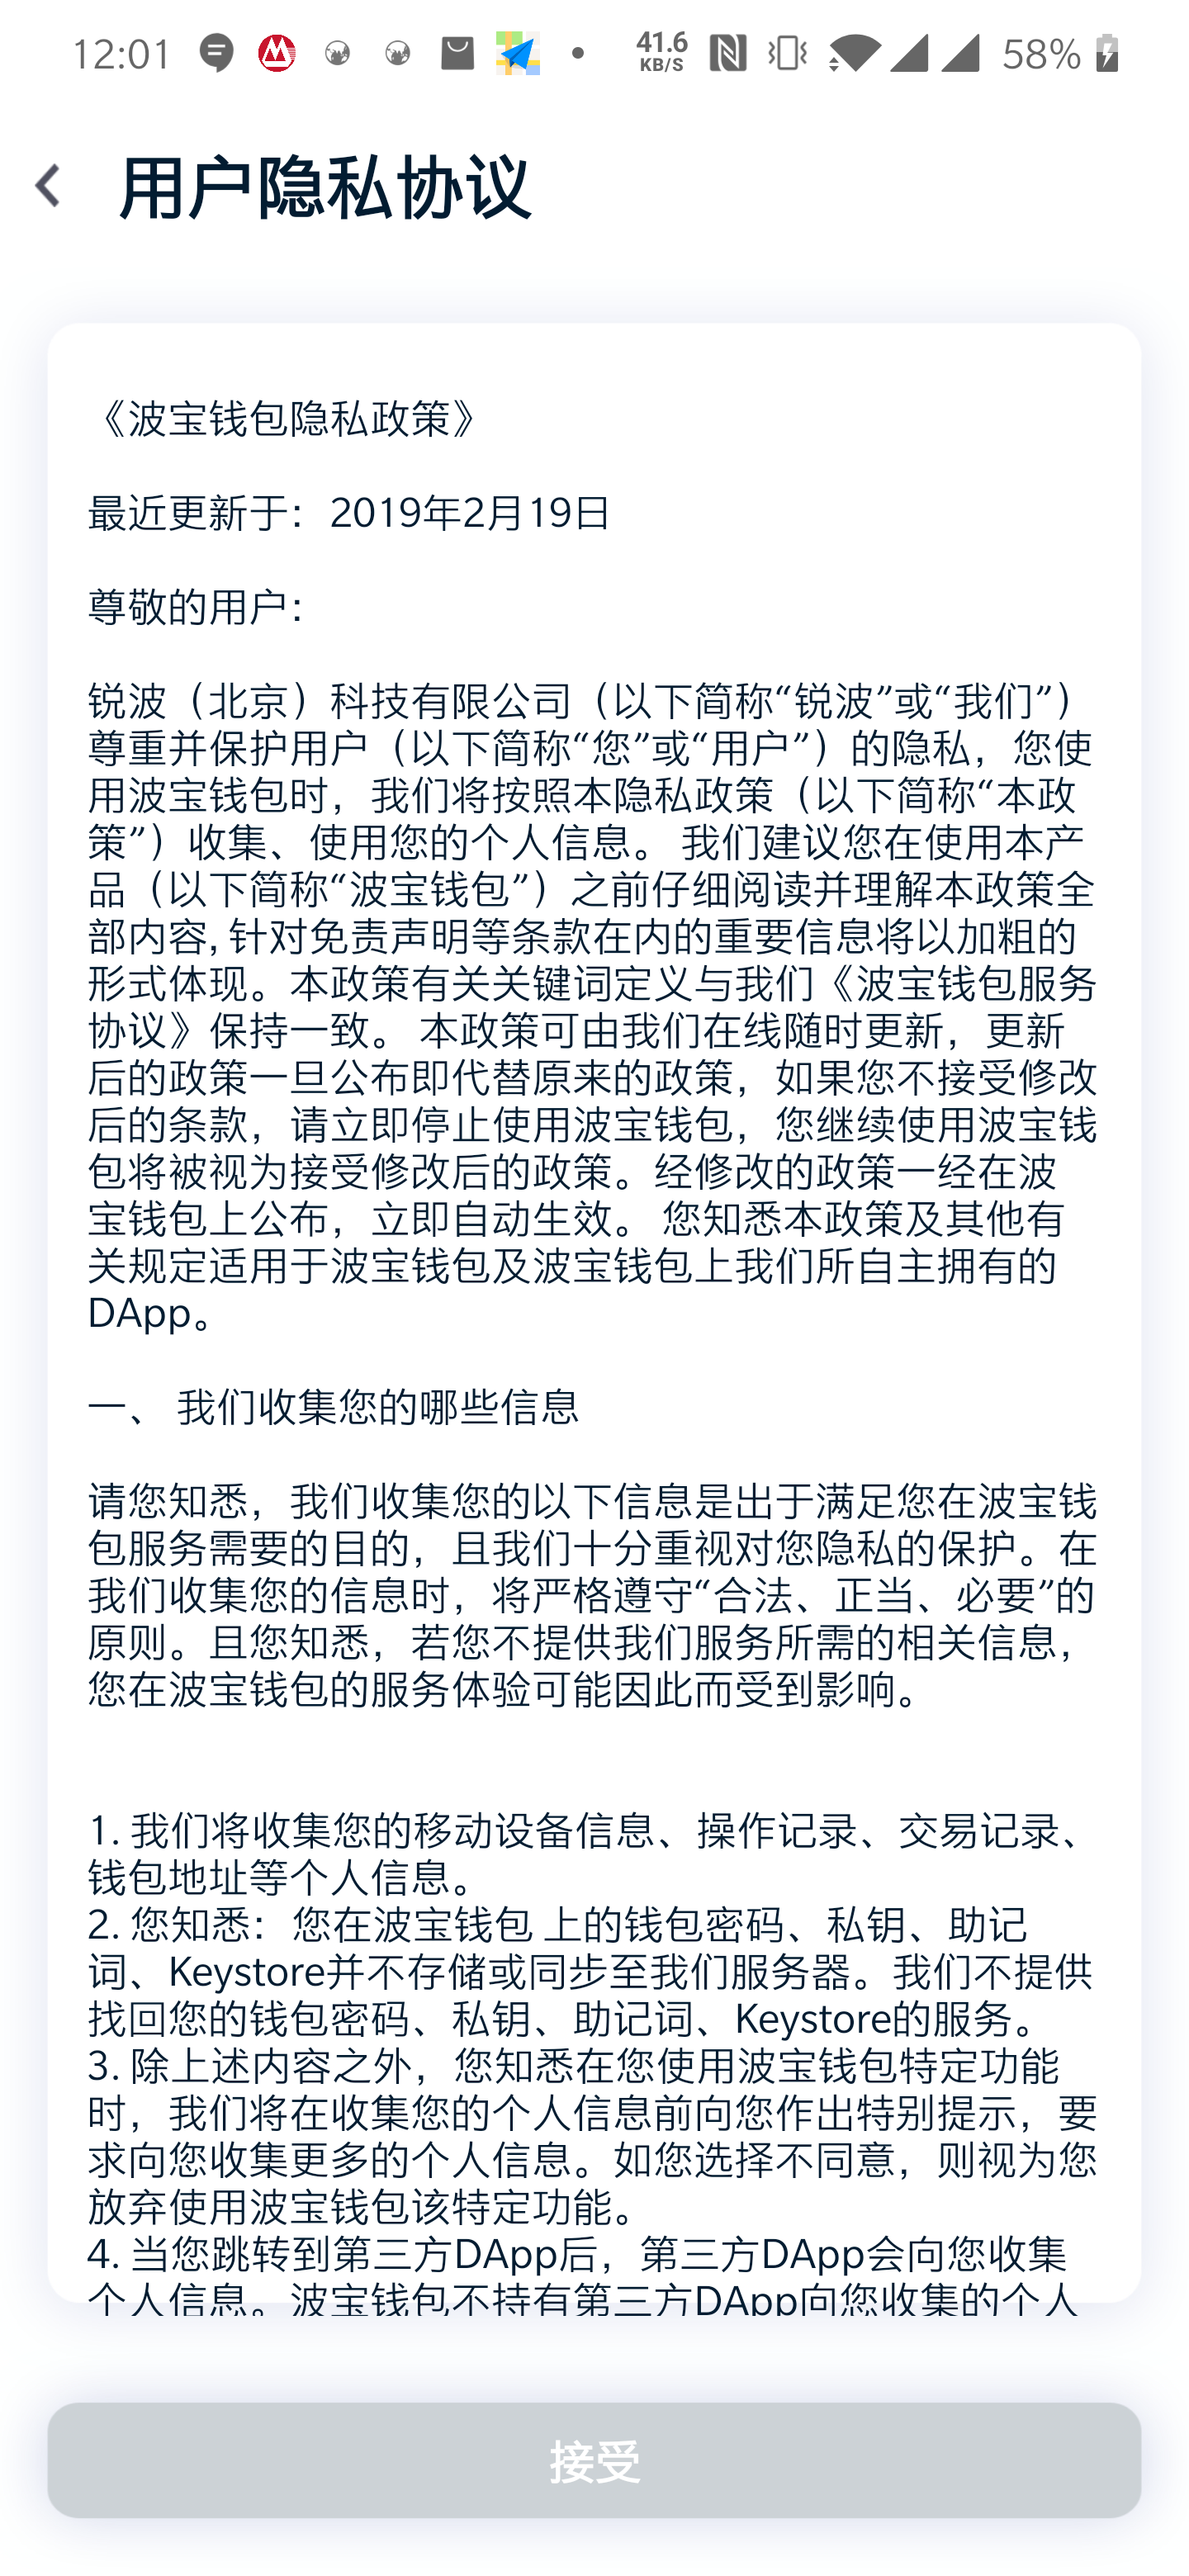 12:01
41.6
KB/S
58%
用户隐私协议
《波宝钱包隐私政策》
最近更新于：2019年2月19日
尊敬的用户：
锐波（北京）科技有限公司（以下简称“锐波”或“我们”）
尊重并保护用户（以下简称“您”或“用户”）的隐私，您使
用波宝钱包时，我们将按照本隐私政策（以下简称“本政
策”）收集、使用您的个人信息。 我们建议您在使用本产
品（以下简称“波宝钱包”）之前仔细阅读并理解本政策全
部内容, 针对免责声明等条款在内的重要信息将以加粗的
形式体现。本政策有关关键词定义与我们《波宝钱包服务
协议》保持一致。 本政策可由我们在线随时更新，更新
后的政策一旦公布即代替原来的政策，如果您不接受修改
后的条款，请立即停止使用波宝钱包，您继续使用波宝钱
包将被视为接受修改后的政策。经修改的政策一经在波
宝钱包上公布，立即自动生效。 您知悉本政策及其他有
关规定适用于波宝钱包及波宝钱包上我们所自主拥有的
DApp。
一、 我们收集您的哪些信息
请您知悉，我们收集您的以下信息是出于满足您在波宝钱
包服务需要的目的，且我们十分重视对您隐私的保护。在
我们收集您的信息时，将严格遵守“合法、正当、必要”的
原则。且您知悉，若您不提供我们服务所需的相关信息，
您在波宝钱包的服务体验可能因此而受到影响。
1. 我们将收集您的移动设备信息、操作记录、交易记录、
钱包地址等个人信息。
2. 您知悉：您在波宝钱包 上的钱包密码、私钥、助记
词、Keystore并不存储或同步至我们服务器。我们不提供
找回您的钱包密码、私钥、助记词、Keystore的服务。
3. 除上述内容之外，您知悉在您使用波宝钱包特定功能
时，我们将在收集您的个人信息前向您作出特别提示，要
求向您收集更多的个人信息。如您选择不同意，则视为您
放弃使用波宝钱包该特定功能。
4. 当您跳转到第三方DApp后，第三方DApp会向您收集
个人信息。波宝钱包不持有第三方DApp向您收集的个人
接受